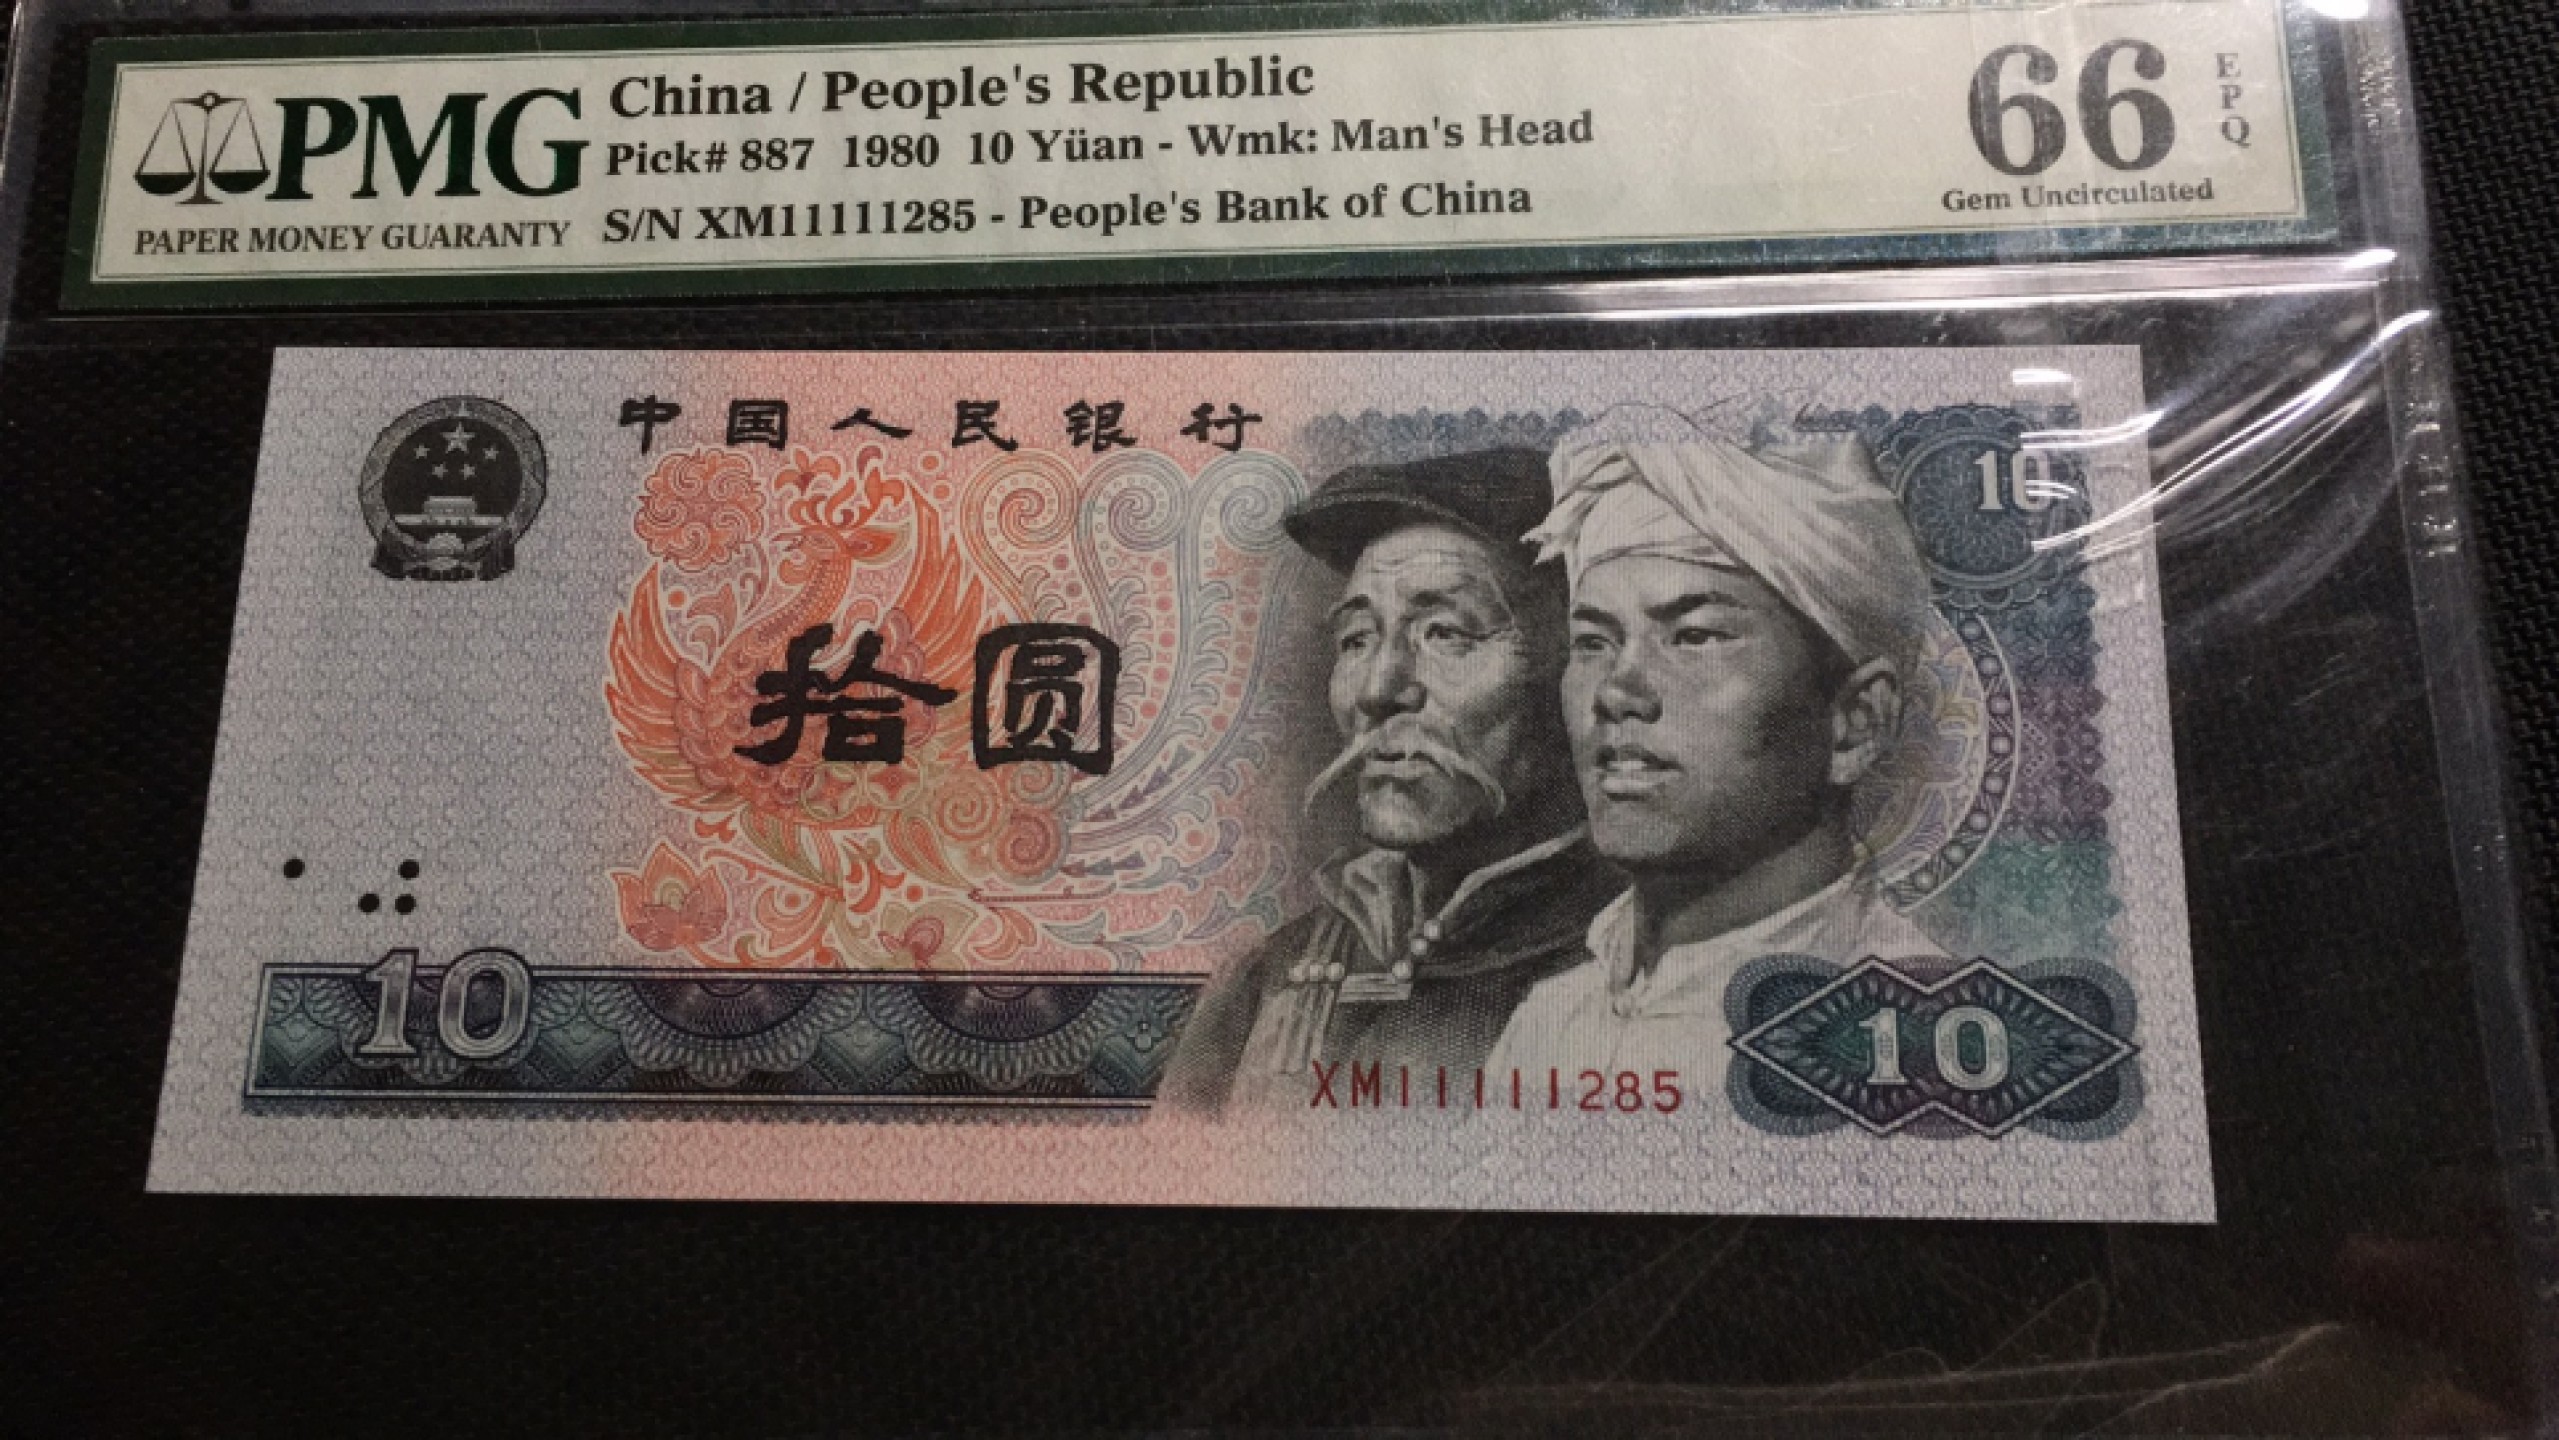 PMG
PAPER MONEY GUARANTY
China / People's Republic
Pick# 887 1980 10 Yüan - Wmk: Man's Head
S/N XM11111285 - People's Bank of China
66
EPQ
Gem Uncirculated
中国人民银行
10
拾圆
10
XM11111285
10